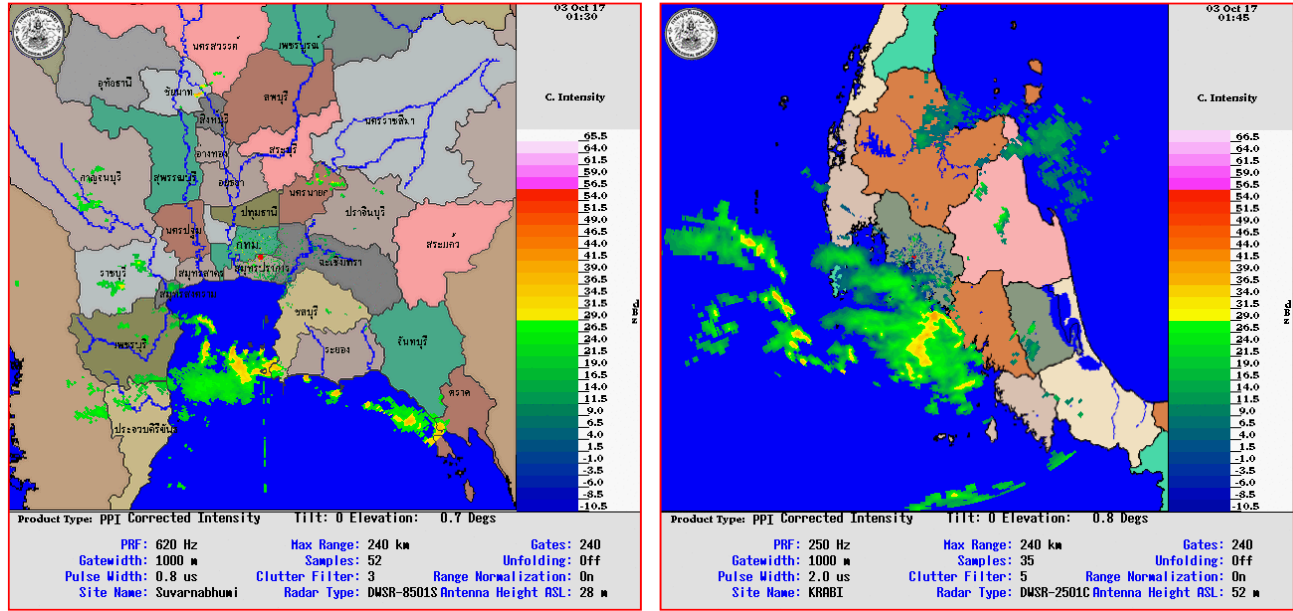 03 Oct 17
01:30
C. Intensity
65.5
64.0
61.5
59.0
56.5
54.0
51.5
49.0
46.5
44.0
41.5
39.0
36.5
34.0
31.5
29.0
26.5
24.0
21.5
19.0
16.5
14.0
11.5
9.0
6.5
4.0
1.5
-1.0
-3.5
-6.0
-8.5
-10.5
นครสวรรค์
เพชรบูรณ์
อุทัยธานี
ชัยนาท
ลพบุรี
สิงห์บุรี
นครราชสีมา
อ่างทอง
สระบุรี
กาญจนบุรี
สุพรรณบุรี
อยุธยา
นครนายก
ปราจีนบุรี
ปทุมธานี
นครปฐม
กทม.
สระแก้ว
สมุทรสาคร
สมุทรปราการ
ฉะเชิงเทรา
ราชบุรี
สมุทรสงคราม
ชลบุรี
เพชรบุรี
ระยอง
จันทบุรี
ตราด
ประจวบคีรีขันธ์
Product Type: PPI Corrected Intensity Tilt: 0 Elevation: 0.7 Degs
PRF: 620 Hz Max Range: 240 km Gates: 240
Gatewidth: 1000 m Samples: 52 Unfolding: Off
Pulse Width: 0.8 us Clutter Filter: 3 Range Normalization: On
Site Name: Suvarnabhumi Radar Type: DWSR-8501S Antenna Height ASL: 28 m
03 Oct 17
01:45
C. Intensity
66.5
64.0
61.5
59.0
56.5
54.0
51.5
49.0
46.5
44.0
41.5
39.0
36.5
34.0
31.5
29.0
26.5
24.0
21.5
19.0
16.5
14.0
11.5
9.0
6.5
4.0
1.5
-1.0
-3.5
-6.0
-8.5
-10.5
Product Type: PPI Corrected Intensity Tilt: 0 Elevation: 0.8 Degs
PRF: 250 Hz Max Range: 240 km Gates: 240
Gatewidth: 1000 m Samples: 35 Unfolding: Off
Pulse Width: 2.0 us Clutter Filter: 5 Range Normalization: On
Site Name: KRABI Radar Type: DWSR-2501C Antenna Height ASL: 52 m